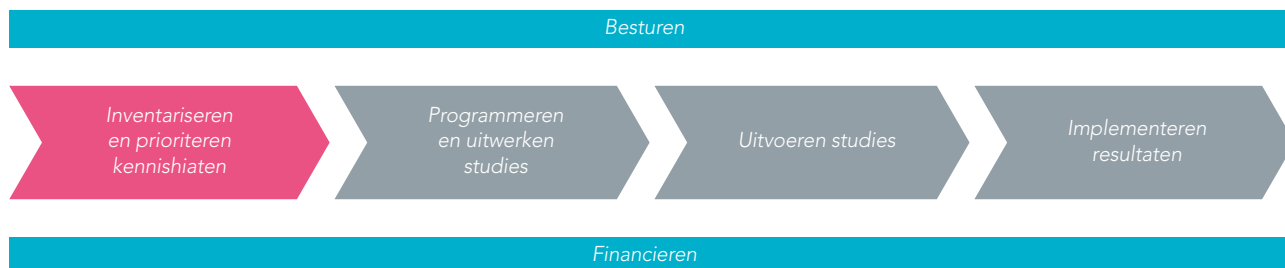 Besturen
Inventariseren
en prioriteren
kennishiaten
Programmeren
en uitwerken
studies
Uitvoeren studies
Implementeren
resultaten
Financieren